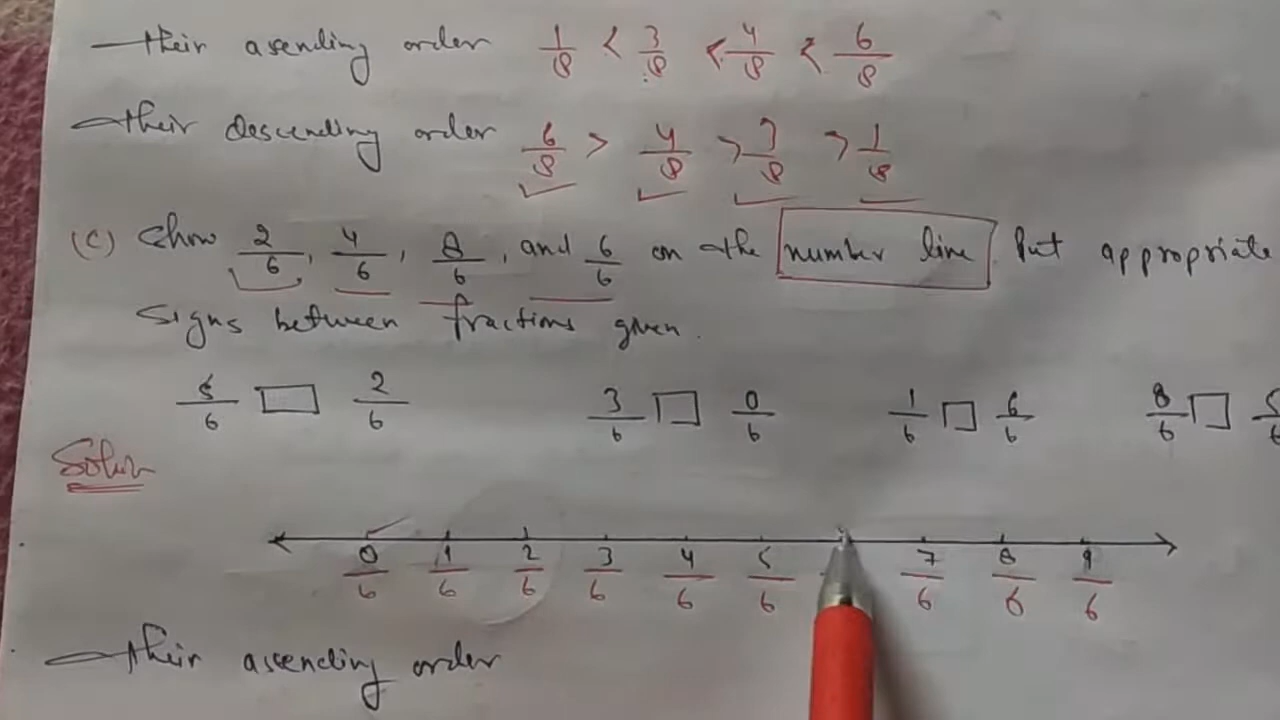 their asending order 1/8 < 3/8 < 4/8 < 6/8
their descending order 6/8 > 4/8 > 3/8 > 1/8
(c) Show 2/6, 4/6, 8/6, and 6/6 on the number line. Put appropriate
signs between fractions given.
5/6 □ 2/6 3/6 □ 0/6 1/6 □ 6/6 8/6 □ 5/6
Solun
0/6 1/6 2/6 3/6 4/6 5/6 7/6 8/6 9/6
their ascending order